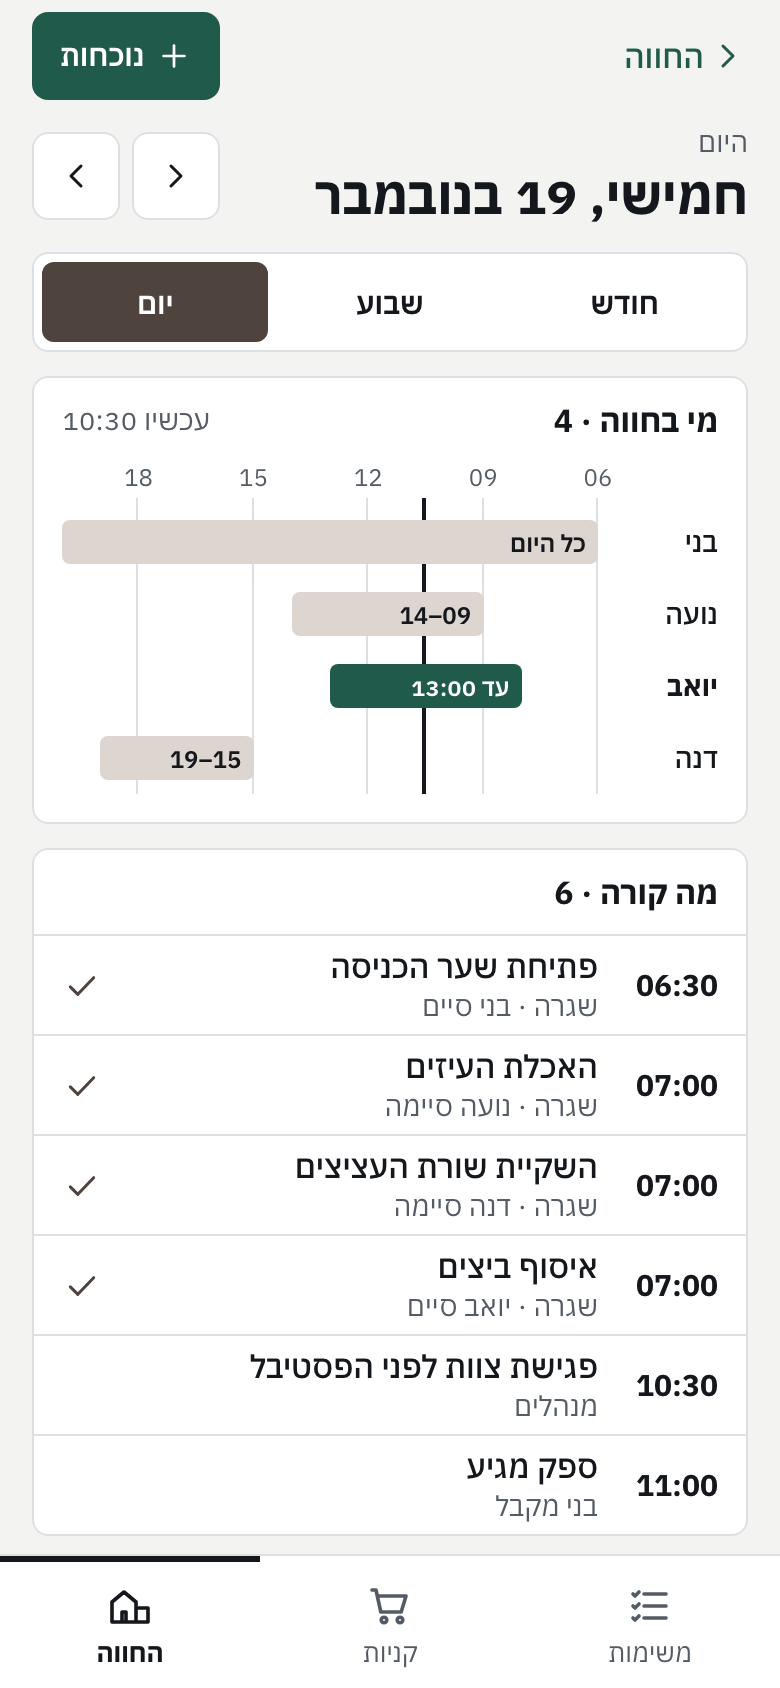 החווה
נוכחות
היום
חמישי, 19 בנובמבר
חודש
שבוע
יום
מי בחווה · 4
עכשיו 10:30
06 09 12 15 18
בני
כל היום
נועה
14–09
יואב
עד 13:00
דנה
19–15
מה קורה · 6
06:30
פתיחת שער הכניסה
שגרה · בני סיים
07:00
האכלת העיזים
שגרה · נועה סיימה
07:00
השקיית שורת העציצים
שגרה · דנה סיימה
07:00
איסוף ביצים
שגרה · יואב סיים
10:30
פגישת צוות לפני הפסטיבל
מנהלים
11:00
ספק מגיע
בני מקבל
משימות
קניות
החווה